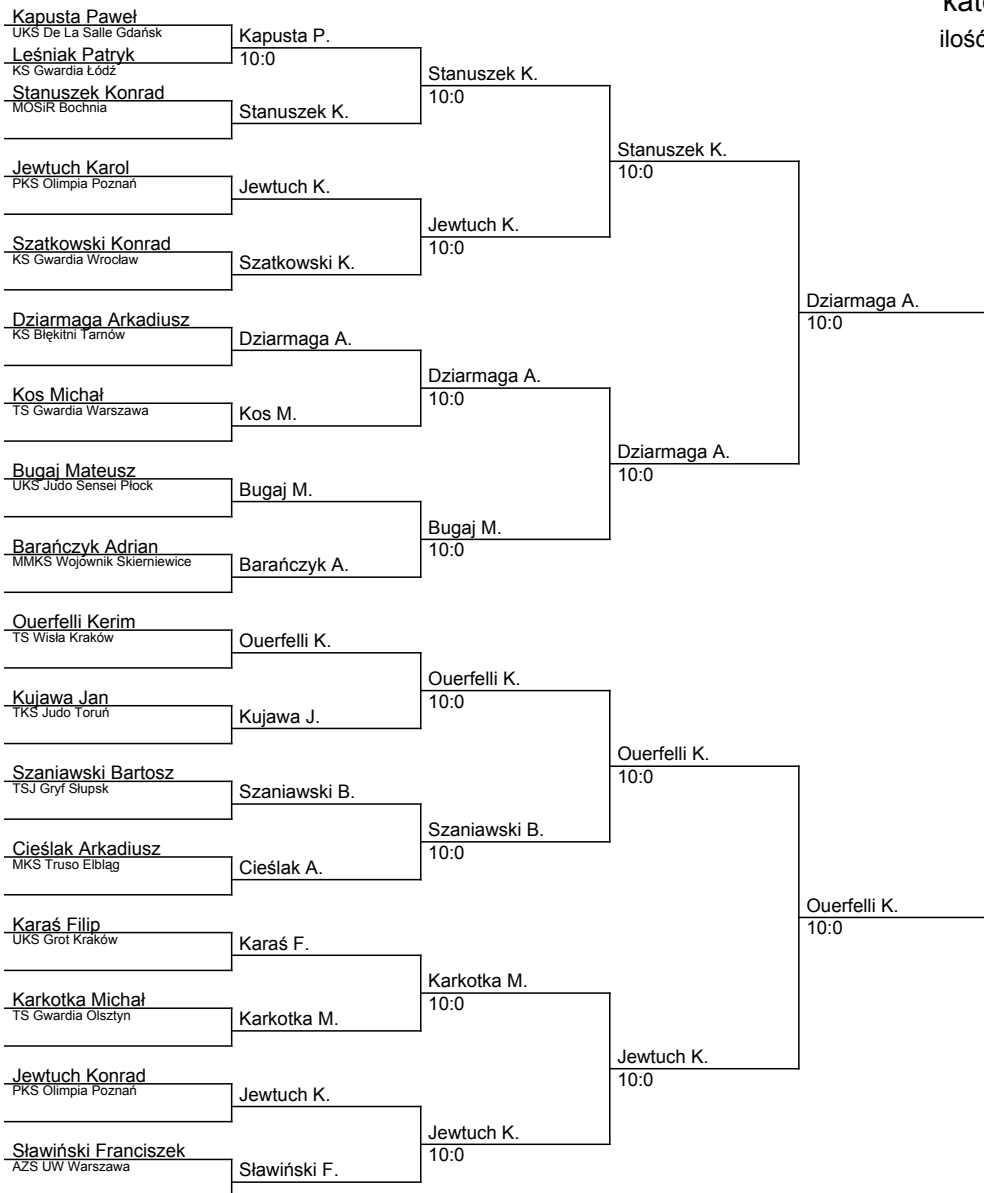 Kapusta Paweł
UKS De La Salle Gdańsk
Leśniak Patryk
KS Gwardia Łódź
Stanuszek Konrad
MOSiR Bochnia
Jewtuch Karol
PKS Olimpia Poznań
Szatkowski Konrad
KS Gwardia Wrocław
Dziarmaga Arkadiusz
KS Błękitni Tarnów
Kos Michał
TS Gwardia Warszawa
Bugaj Mateusz
UKS Judo Sensei Płock
Barańczyk Adrian
MMKS Wojównik Skierniewice
Ouerfelli Kerim
TS Wisła Kraków
Kujawa Jan
TKS Judo Toruń
Szaniawski Bartosz
TSJ Gryf Słupsk
Cieślak Arkadiusz
MKS Truso Elbląg
Karaś Filip
UKS Grot Kraków
Karkotka Michał
TS Gwardia Olsztyn
Jewtuch Konrad
PKS Olimpia Poznań
Sławiński Franciszek
AZS UW Warszawa
Kapusta P.
10:0
Stanuszek K.
Jewtuch K.
Szatkowski K.
Dziarmaga A.
Kos M.
Bugaj M.
Barańczyk A.
Ouerfelli K.
Kujawa J.
Szaniawski B.
Cieślak A.
Karaś F.
Karkotka M.
Jewtuch K.
Sławiński F.
Stanuszek K.
10:0
Jewtuch K.
10:0
Dziarmaga A.
10:0
Bugaj M.
10:0
Ouerfelli K.
10:0
Szaniawski B.
10:0
Karkotka M.
10:0
Jewtuch K.
10:0
Stanuszek K.
10:0
Dziarmaga A.
10:0
Ouerfelli K.
10:0
Jewtuch K.
10:0
Dziarmaga A.
10:0
Ouerfelli K.
10:0
ilość